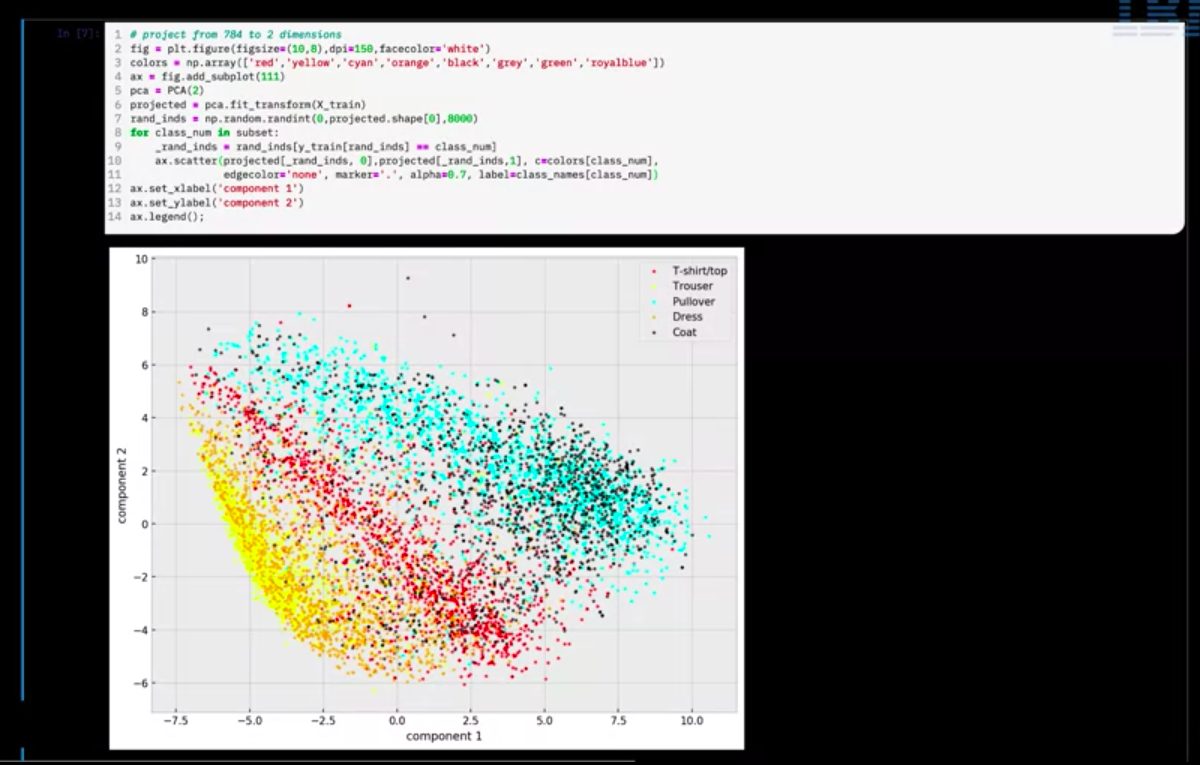 In [7]:
1 # project from 784 to 2 dimensions
2 fig = plt.figure(figsize=(10,8),dpi=150,facecolor='white')
3 colors = np.array(['red','yellow','cyan','orange','black','grey','green','royalblue'])
4 ax = fig.add_subplot(111)
5 pca = PCA(2)
6 projected = pca.fit_transform(X_train)
7 rand_inds = np.random.randint(0,projected.shape[0],8000)
8 for class_num in subset:
9     _rand_inds = rand_inds[y_train[rand_inds] == class_num]
10     ax.scatter(projected[_rand_inds, 0],projected[_rand_inds,1], c=colors[class_num],
11                edgecolor='none', marker='.', alpha=0.7, label=class_names[class_num])
12 ax.set_xlabel('component 1')
13 ax.set_ylabel('component 2')
14 ax.legend();
T-shirt/top
Trouser
Pullover
Dress
Coat
component 2
10
8
6
4
2
0
−2
−4
−6
−7.5 −5.0 −2.5 0.0 2.5 5.0 7.5 10.0
component 1